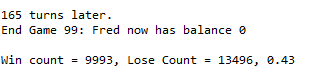 165 turns later.
End Game 99: Fred now has balance 0
Win count = 9993, Lose Count = 13496, 0.43